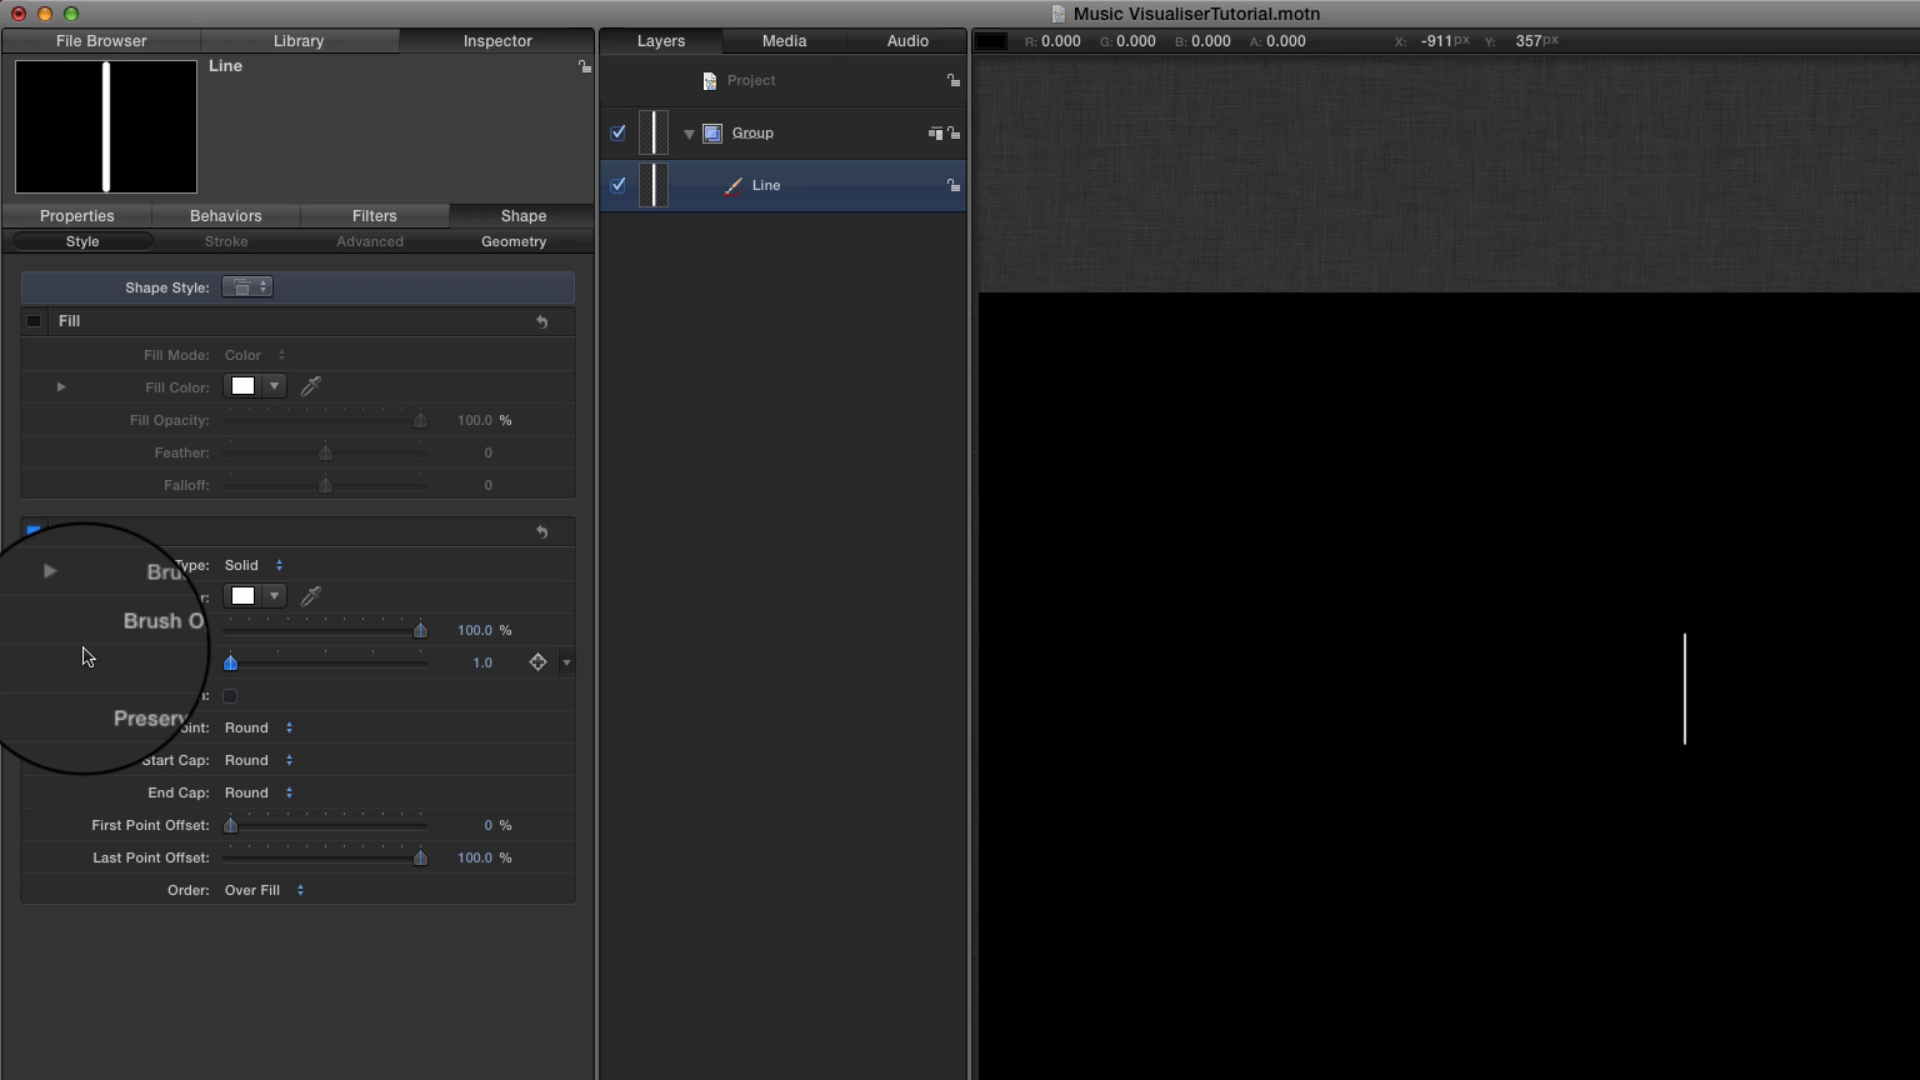 Music VisualiserTutorial.motn
File Browser Library Inspector
Line
Properties Behaviors Filters Shape
Style Stroke Advanced Geometry
Shape Style:
Fill
Fill Mode: Color
Fill Color:
Fill Opacity: 100.0 %
Feather: 0
Falloff: 0
Type: Solid
Brush O
100.0 %
1.0
Preserv
Round
Start Cap: Round
End Cap: Round
First Point Offset: 0 %
Last Point Offset: 100.0 %
Order: Over Fill
Layers Media Audio
Project
Group
Line
R: 0.000 G: 0.000 B: 0.000 A: 0.000 X: -911px Y: 357px